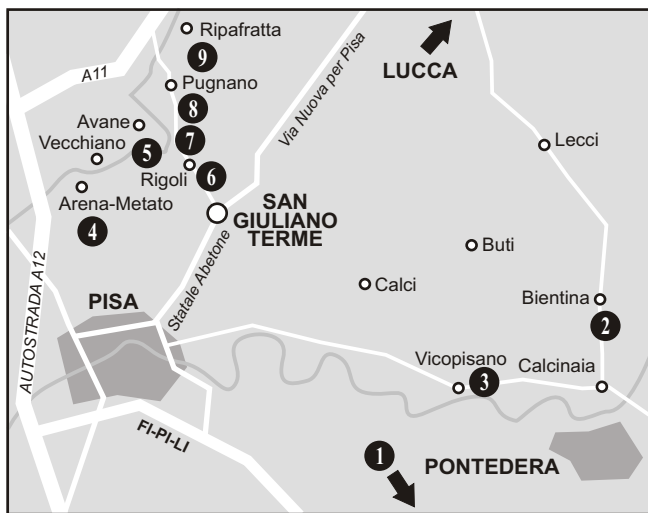 Ripafratta
9
A11
LUCCA
Via Nuova per Pisa
Pugnano
8
Avane
Vecchiano
5
7
Lecci
Rigoli
6
Arena-Metato
4
SAN
GIULIANO
TERME
Buti
Statale Abetone
Calci
PISA
Bientina
2
AUTOSTRADA A12
Vicopisano
3
Calcinaia
FI-PI-LI
1
PONTEDERA